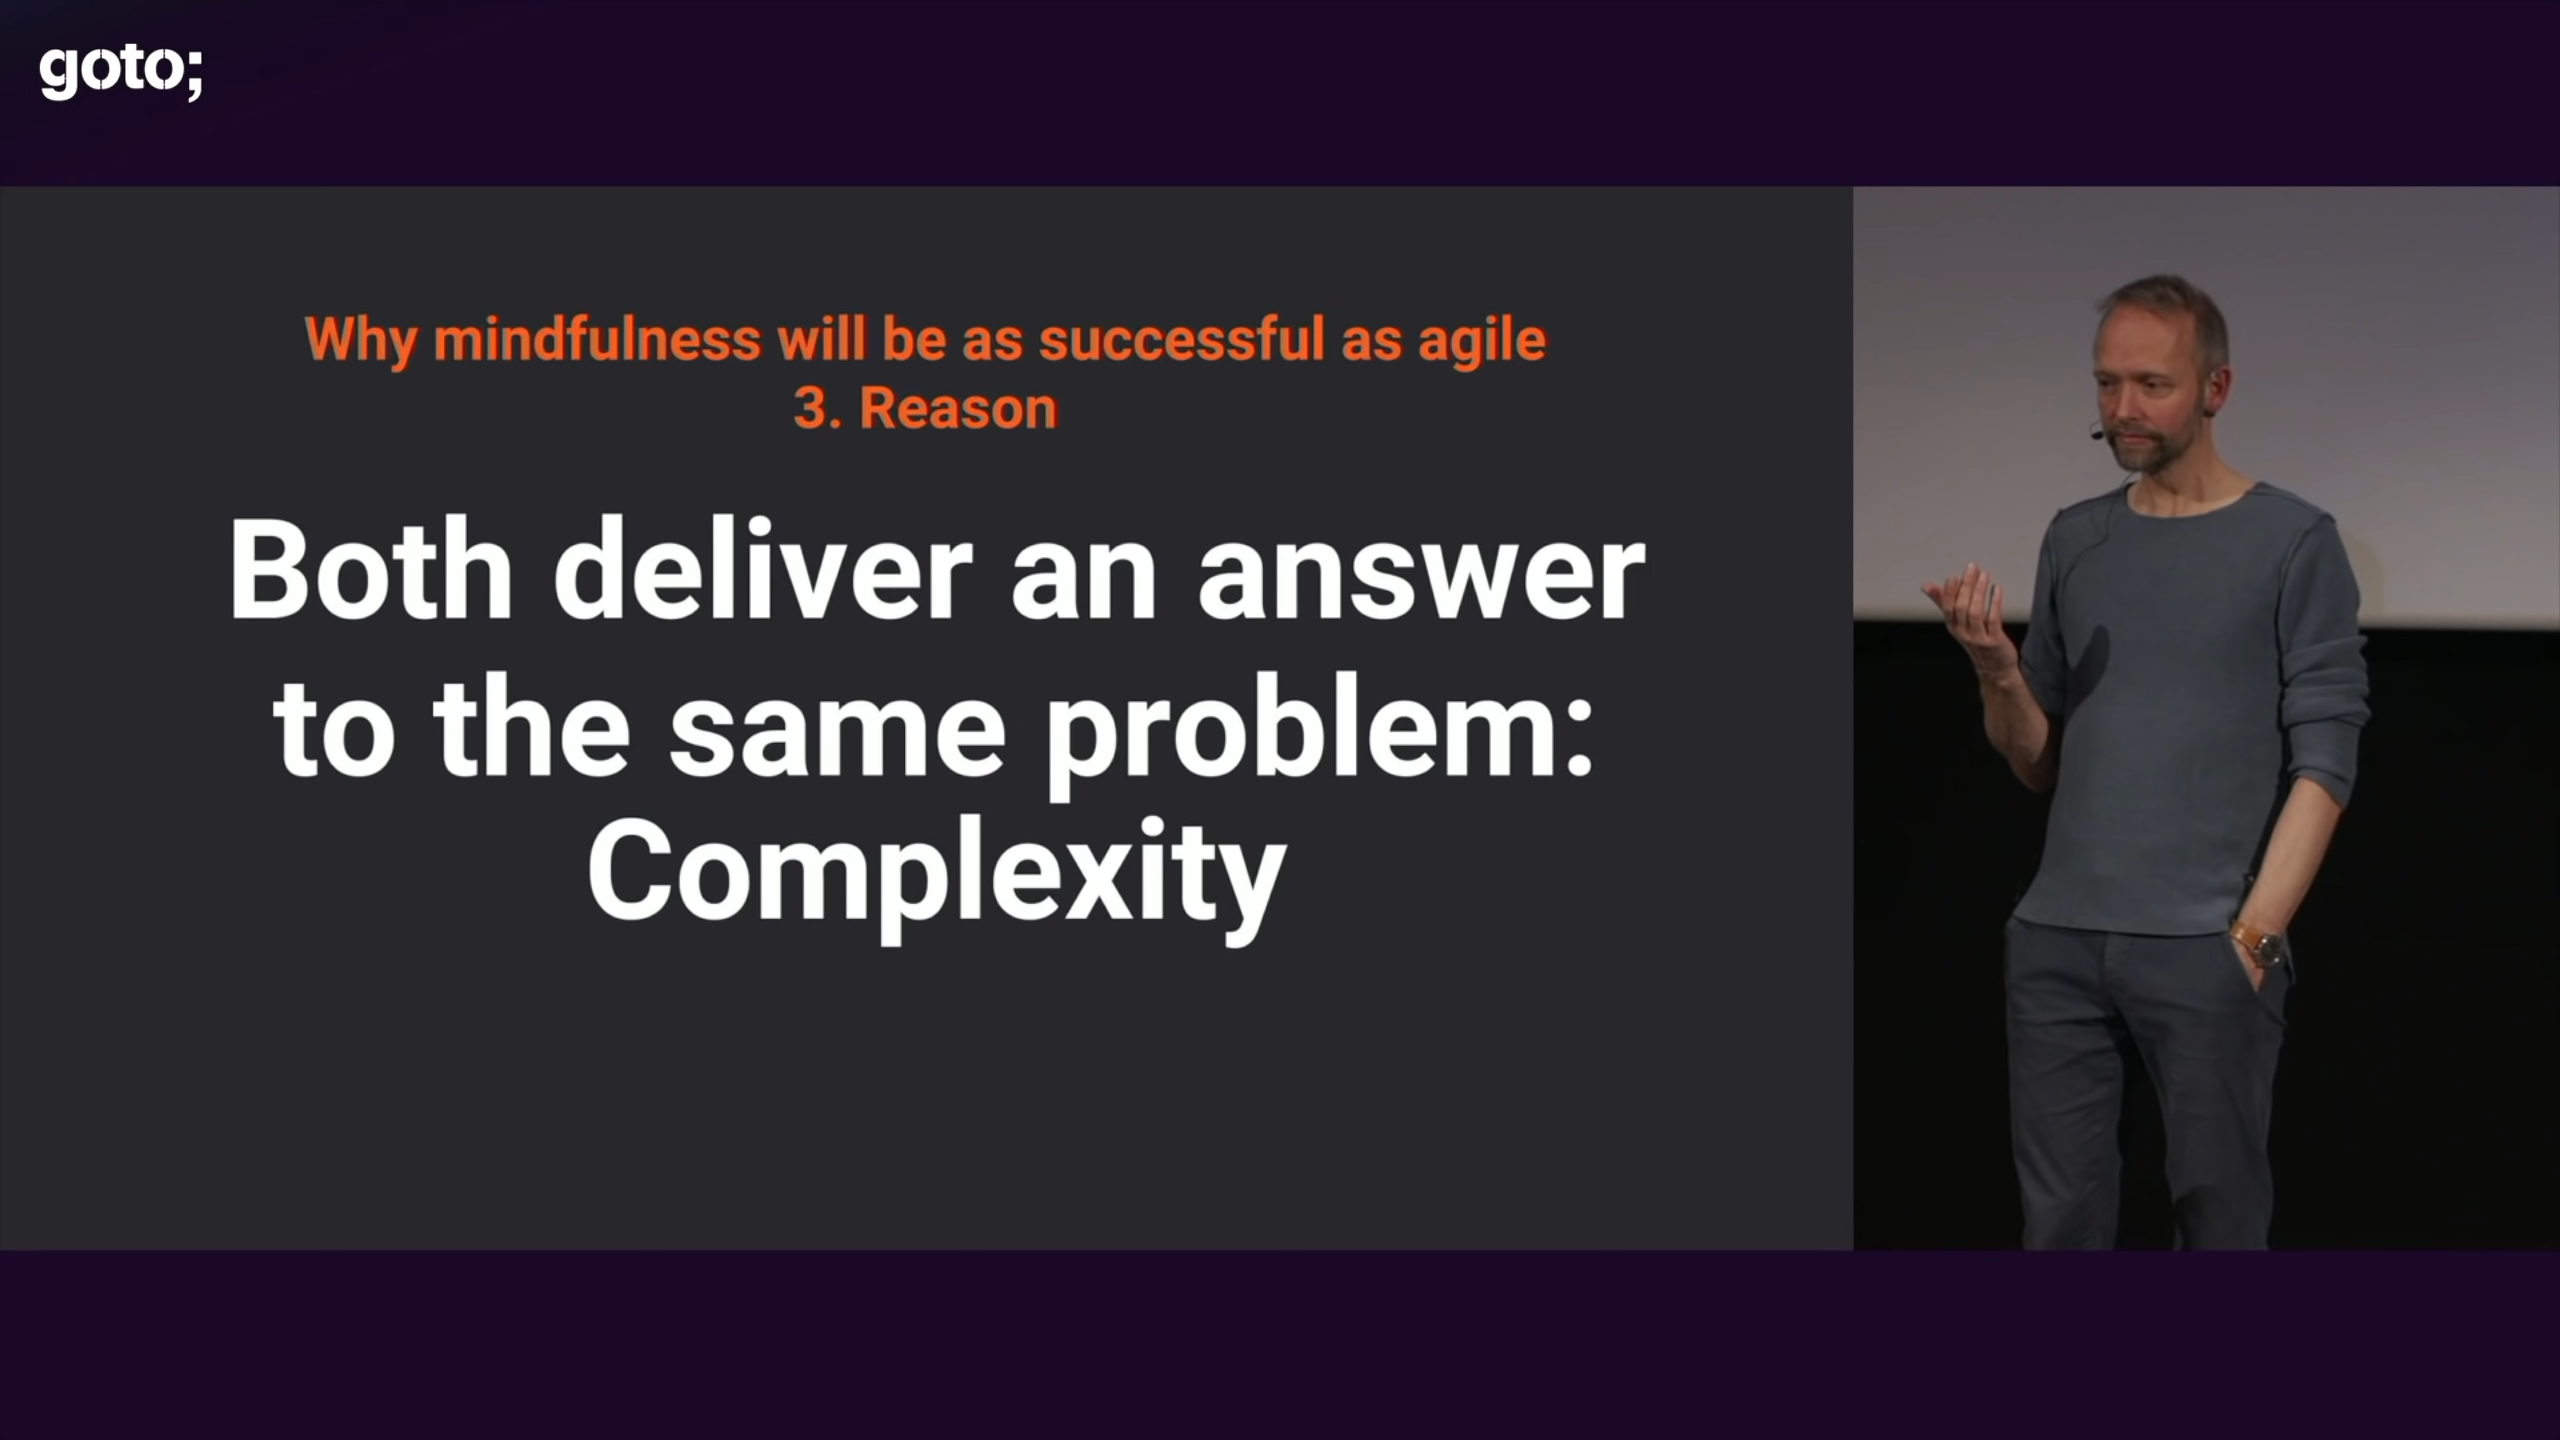 goto;
Why mindfulness will be as successful as agile
3. Reason
Both deliver an answer
to the same problem:
Complexity